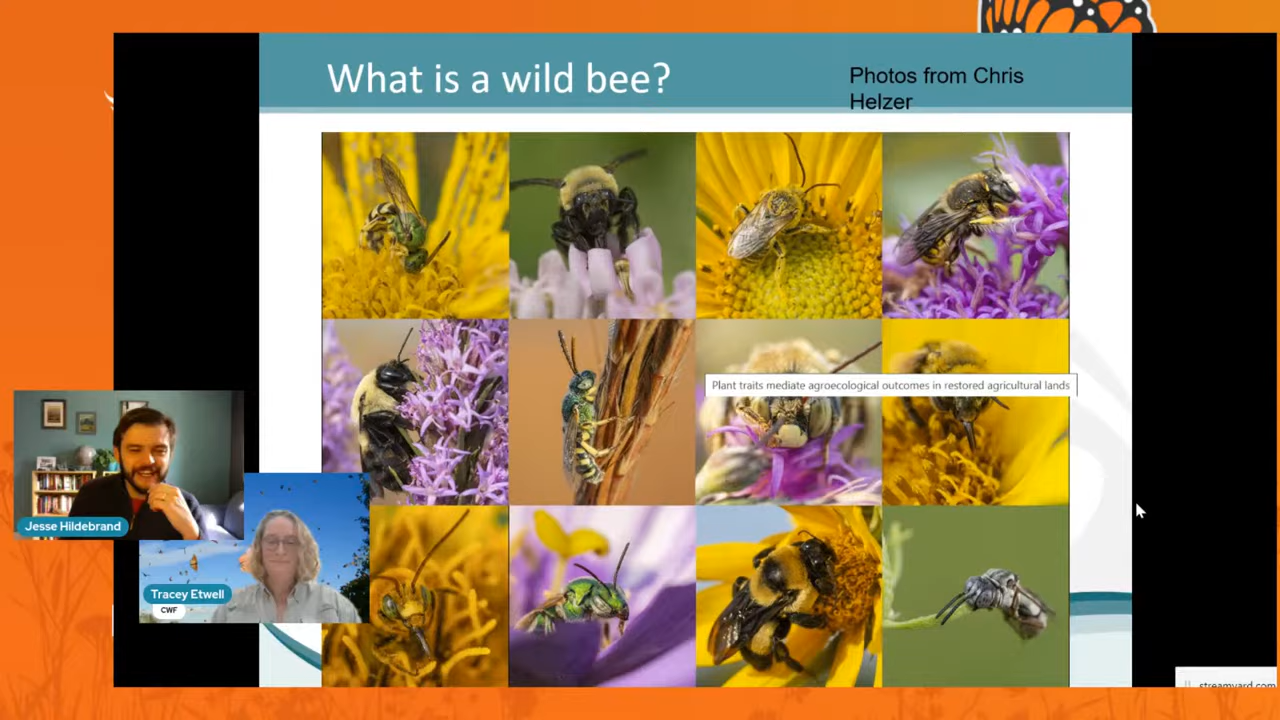 What is a wild bee?
Photos from Chris
Helzer
Plant traits mediate agroecological outcomes in restored agricultural lands
Jesse Hildebrand
Tracey Etwell
CWF
streamyard.com